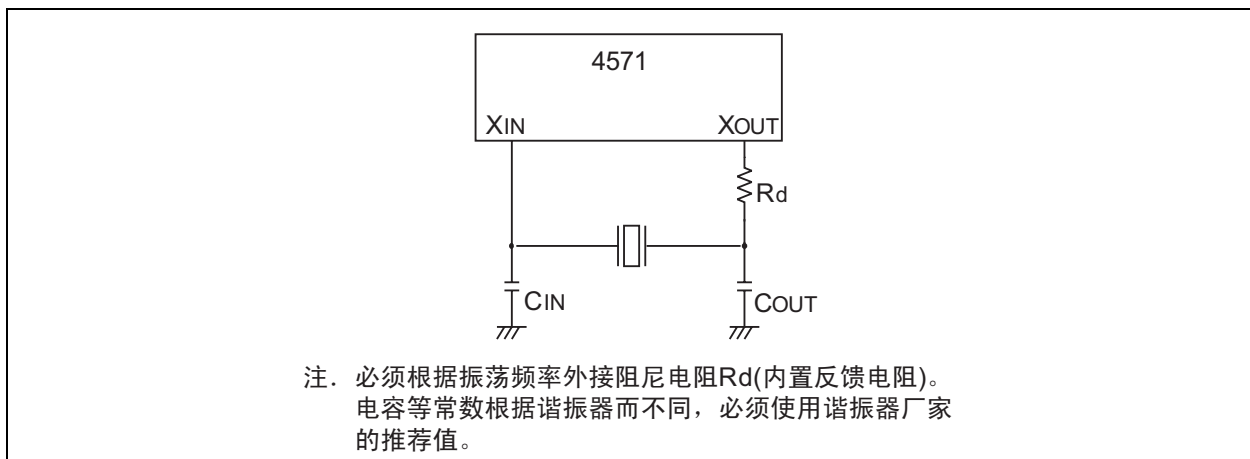 4571
XIN XOUT
Rd
CIN COUT
注．必须根据振荡频率外接阻尼电阻Rd(内置反馈电阻)。
电容等常数根据谐振器而不同，必须使用谐振器厂家
的推荐值。